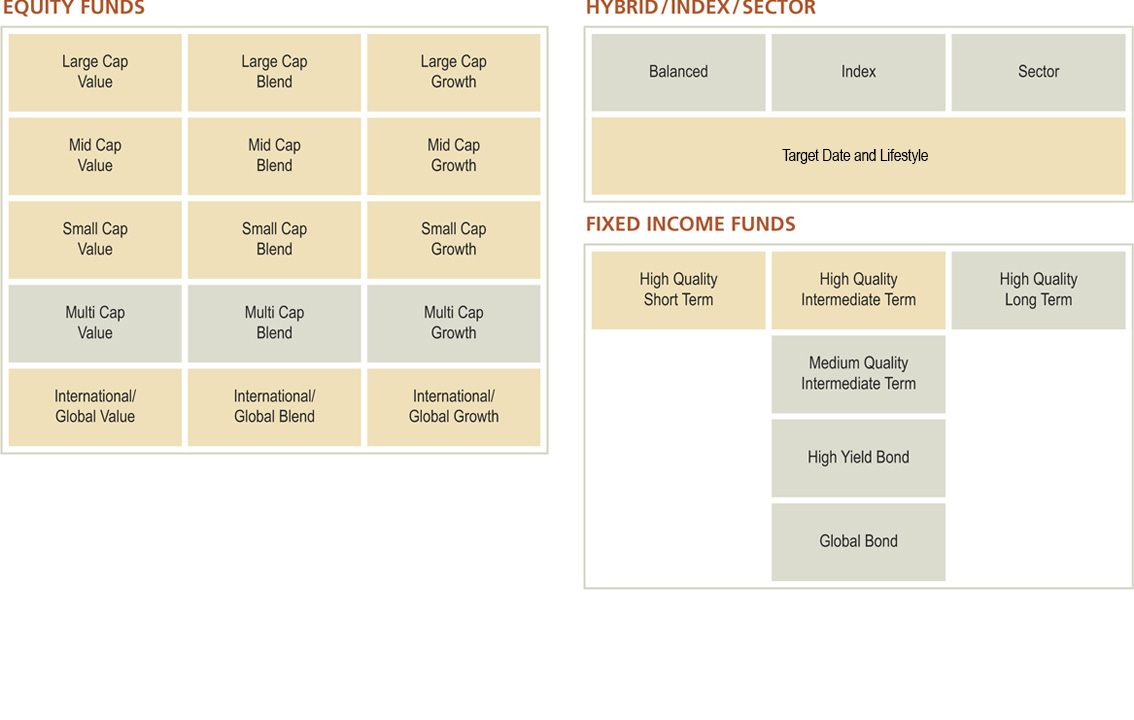 EQUITY FUNDS
Large Cap
Value
Large Cap
Blend
Large Cap
Growth
Mid Cap
Value
Mid Cap
Blend
Mid Cap
Growth
Small Cap
Value
Small Cap
Blend
Small Cap
Growth
Multi Cap
Value
Multi Cap
Blend
Multi Cap
Growth
International/
Global Value
International/
Global Blend
International/
Global Growth
HYBRID/INDEX/SECTOR
Balanced
Index
Sector
Target Date and Lifestyle
FIXED INCOME FUNDS
High Quality
Short Term
High Quality
Intermediate Term
High Quality
Long Term
Medium Quality
Intermediate Term
High Yield Bond
Global Bond